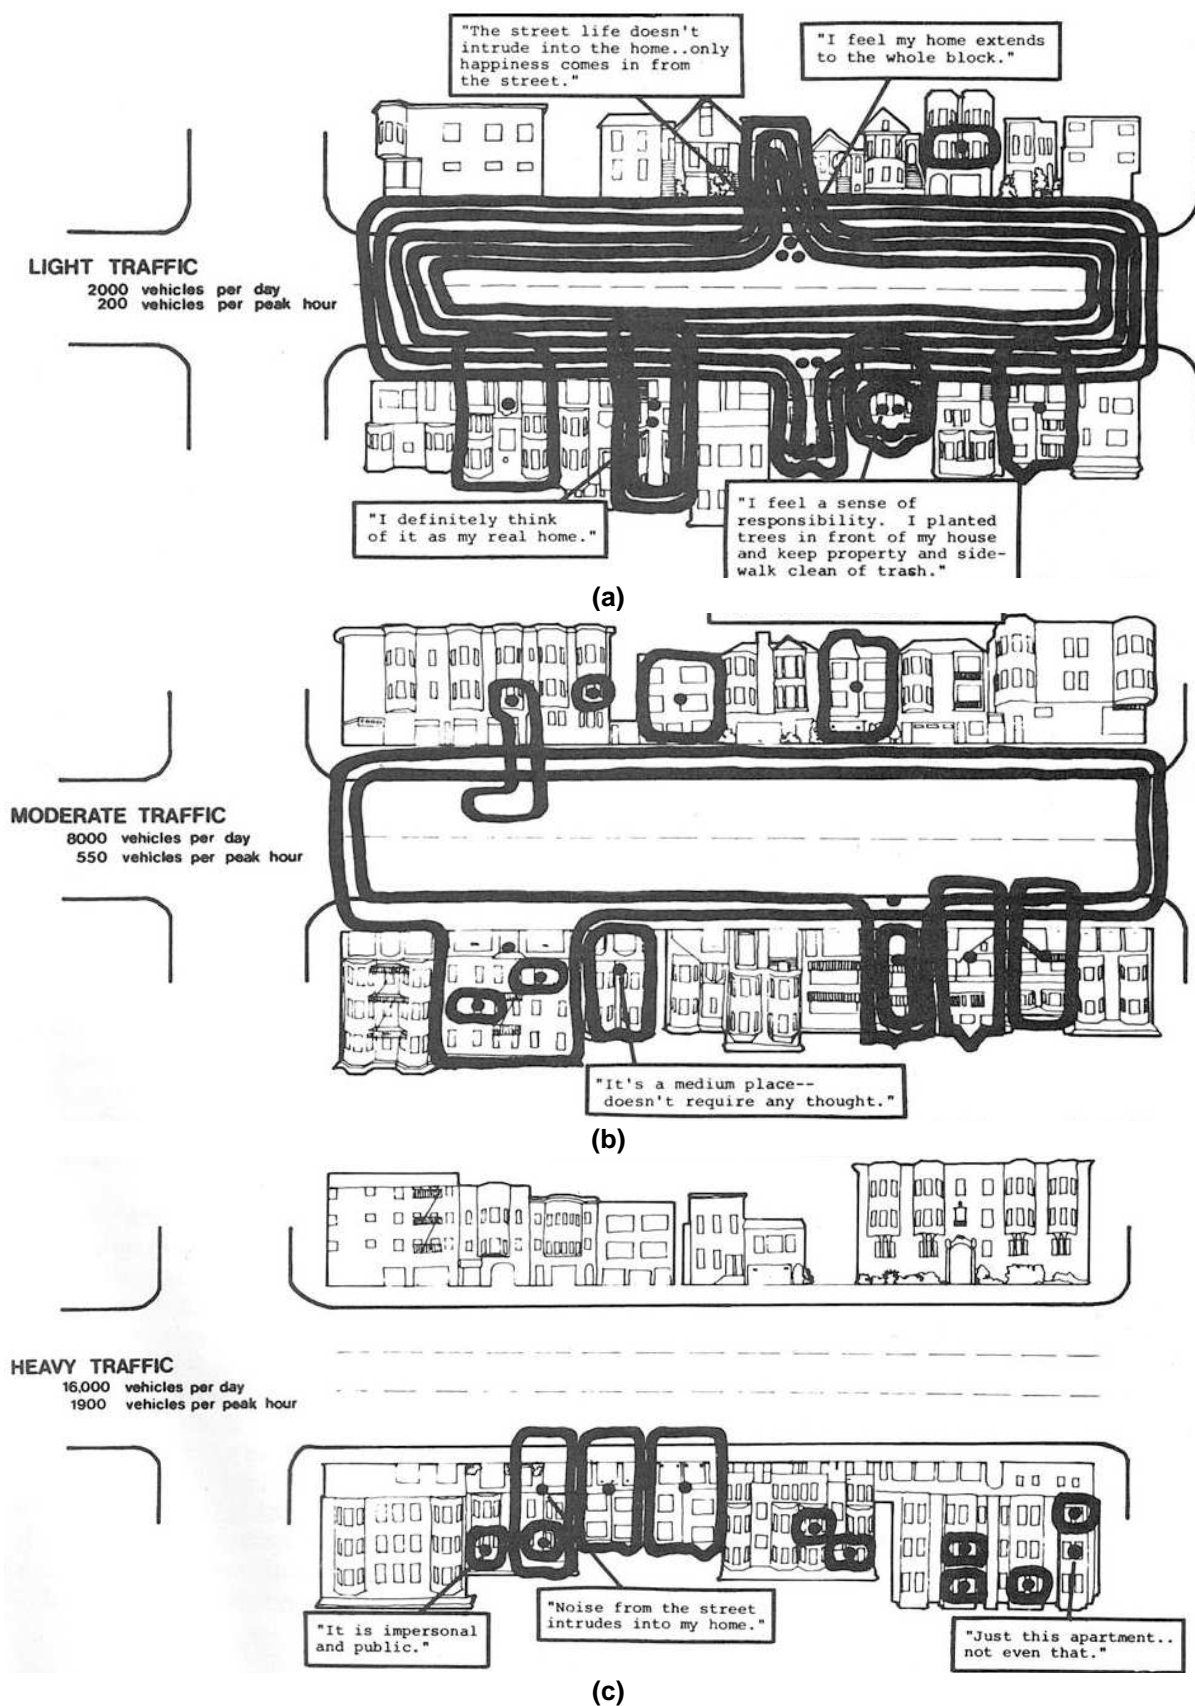 "The street life doesn't
intrude into the home..only
happiness comes in from
the street."
"I feel my home extends
to the whole block."
LIGHT TRAFFIC
2000 vehicles per day
200 vehicles per peak hour
"I definitely think
of it as my real home."
"I feel a sense of
responsibility. I planted
trees in front of my house
and keep property and side-
walk clean of trash."
(a)
MODERATE TRAFFIC
8000 vehicles per day
550 vehicles per peak hour
"It's a medium place--
doesn't require any thought."
(b)
HEAVY TRAFFIC
16,000 vehicles per day
1900 vehicles per peak hour
"It is impersonal
and public."
"Noise from the street
intrudes into my home."
"Just this apartment..
not even that."
(c)